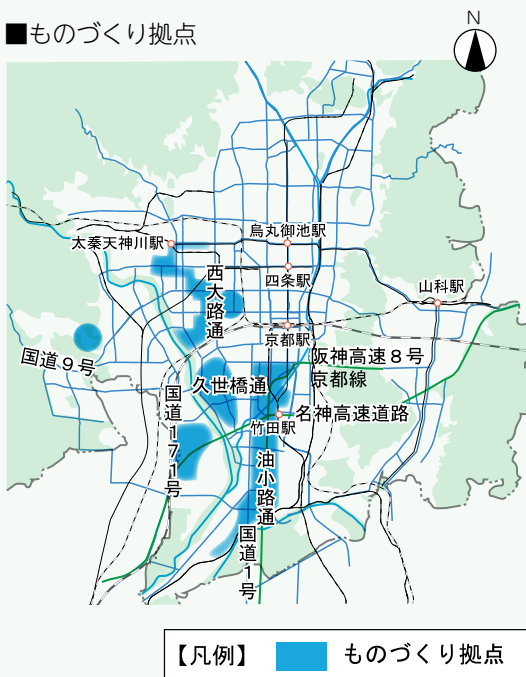 ■ものづくり拠点
N
烏丸御池駅
太秦天神川駅
四条駅
西大路通
山科駅
京都駅
国道９号
阪神高速８号
京都線
久世橋通
国道１７１号
名神高速道路
竹田駅
油小路通
国道１号
【凡例】 ものづくり拠点